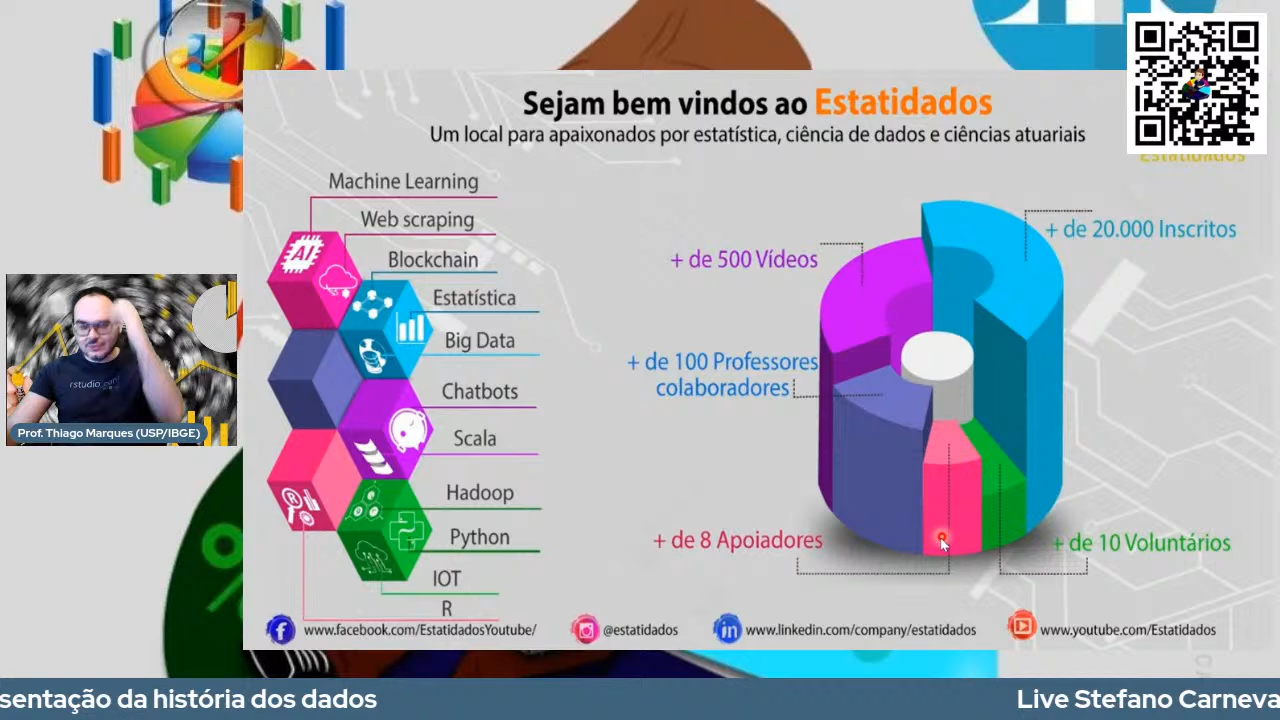 Sejam bem vindos ao Estatidados
Um local para apaixonados por estatística, ciência de dados e ciências atuariais
Estatidados
Machine Learning
Web scraping
Blockchain
Estatística
Big Data
Chatbots
Scala
Hadoop
Python
IOT
R
AI
R
+ de 500 Vídeos
+ de 20.000 Inscritos
+ de 100 Professores
colaboradores
+ de 8 Apoiadores
+ de 10 Voluntários
rstudio
Prof. Thiago Marques (USP/IBGE)
%
www.facebook.com/EstatidadosYoutube/
@estatidados
www.linkedin.com/company/estatidados
www.youtube.com/Estatidados
sentação da história dos dados
Live Stefano Carneva